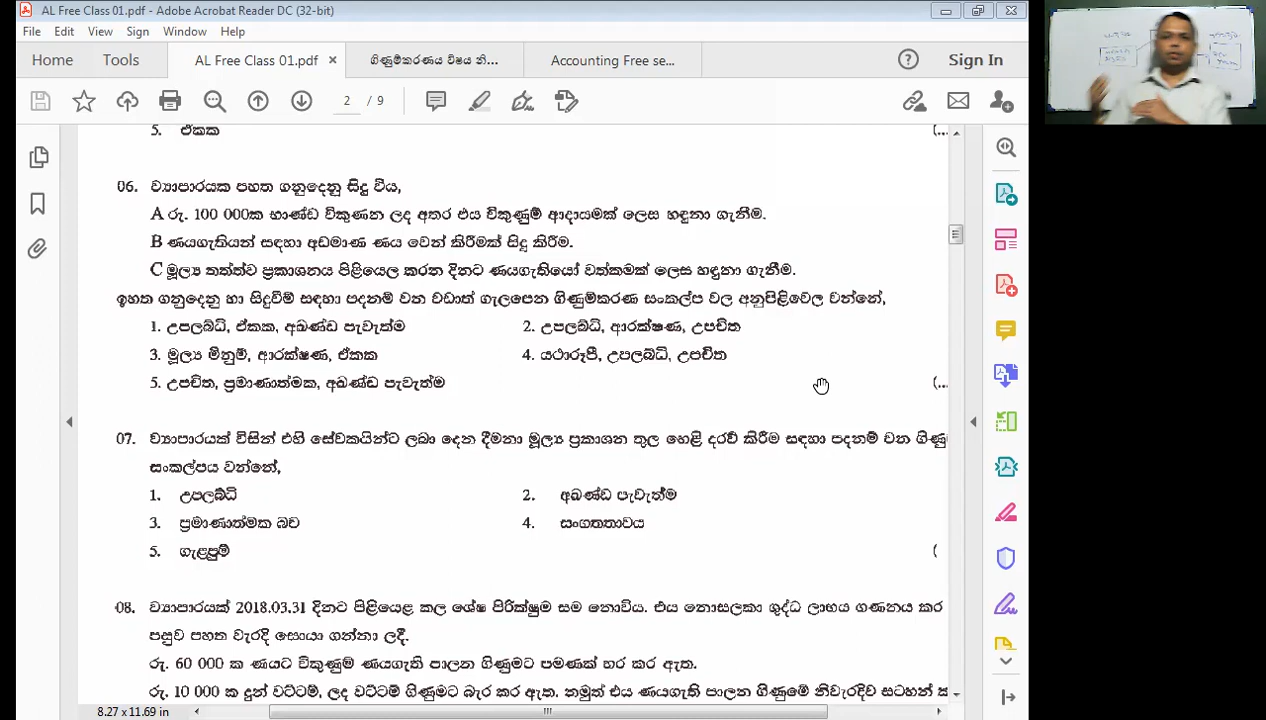 AL Free Class 01.pdf - Adobe Acrobat Reader DC (32-bit)
File Edit View Sign Window Help
Home Tools AL Free Class 01.pdf × ගිණුම්කරණය විෂය නි... Accounting Free se... Sign In
2 / 9
5. ඒකක (...
06. ව්‍යාපාරයක පහත ගනුදෙනු සිදු විය,
A රු. 100 000ක භාණ්ඩ විකුණන ලද අතර එය විකුණුම් ආදායමක් ලෙස හඳුනා ගැනීම.
B ණයගැතියන් සඳහා අඩමාණ ණය වෙන් කිරීමක් සිදු කිරීම.
C මූල්‍ය තත්ත්ව ප්‍රකාශනය පිළියෙල කරන දිනට ණයගැතියෝ වත්කමක් ලෙස හඳුනා ගැනීම.
ඉහත ගනුදෙනු හා සිදුවීම් සඳහා පදනම් වන වඩාත් ගැලපෙන ගිණුම්කරණ සංකල්ප වල අනුපිළිවෙල වන්නේ,
1. උපලබ්ධි, ඒකක, අඛණ්ඩ පැවැත්ම 2. උපලබ්ධි, ආරක්ෂණ, උපචිත
3. මූල්‍ය මිනුම්, ආරක්ෂණ, ඒකක 4. යථාරූපී, උපලබ්ධි, උපචිත
5. උපචිත, ප්‍රමාණාත්මක, අඛණ්ඩ පැවැත්ම (...
07. ව්‍යාපාරයක් විසින් එහි සේවකයින්ට ලබා දෙන දීමනා මූල්‍ය ප්‍රකාශන තුල හෙළි දරව් කිරීම සඳහා පදනම් වන ගිණු
සංකල්පය වන්නේ,
1. උපලබ්ධි 2. අඛණ්ඩ පැවැත්ම
3. ප්‍රමාණාත්මක බව 4. සංගතතාවය
5. ගැළපුම් (
08. ව්‍යාපාරයක් 2018.03.31 දිනට පිළියෙළ කල ශේෂ පිරික්ෂුම සම නොවිය. එය නොසලකා ශුද්ධ ලාභය ගණනය කර
පසුව පහත වැරදි සොයා ගන්නා ලදී.
රු. 60 000 ක ණයට විකුණුම් ණයගැති පාලන ගිණුමට පමණක් හර කර ඇත.
රු. 10 000 ක දුන් වට්ටම්, ලද වට්ටම් ගිණුමට බැර කර ඇත. නමුත් එය ණයගැති පාලන ගිණුමේ නිවැරදිව සටහන් ක
8.27 x 11.69 in